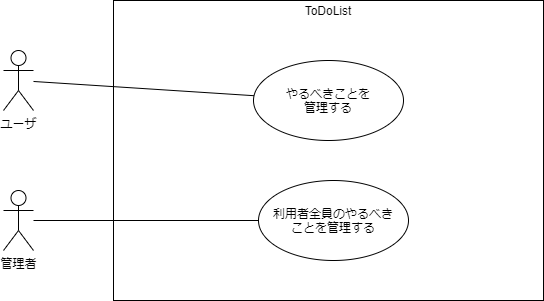 ToDoList
やるべきことを
管理する
ユーザ
利用者全員のやるべき
ことを管理する
管理者